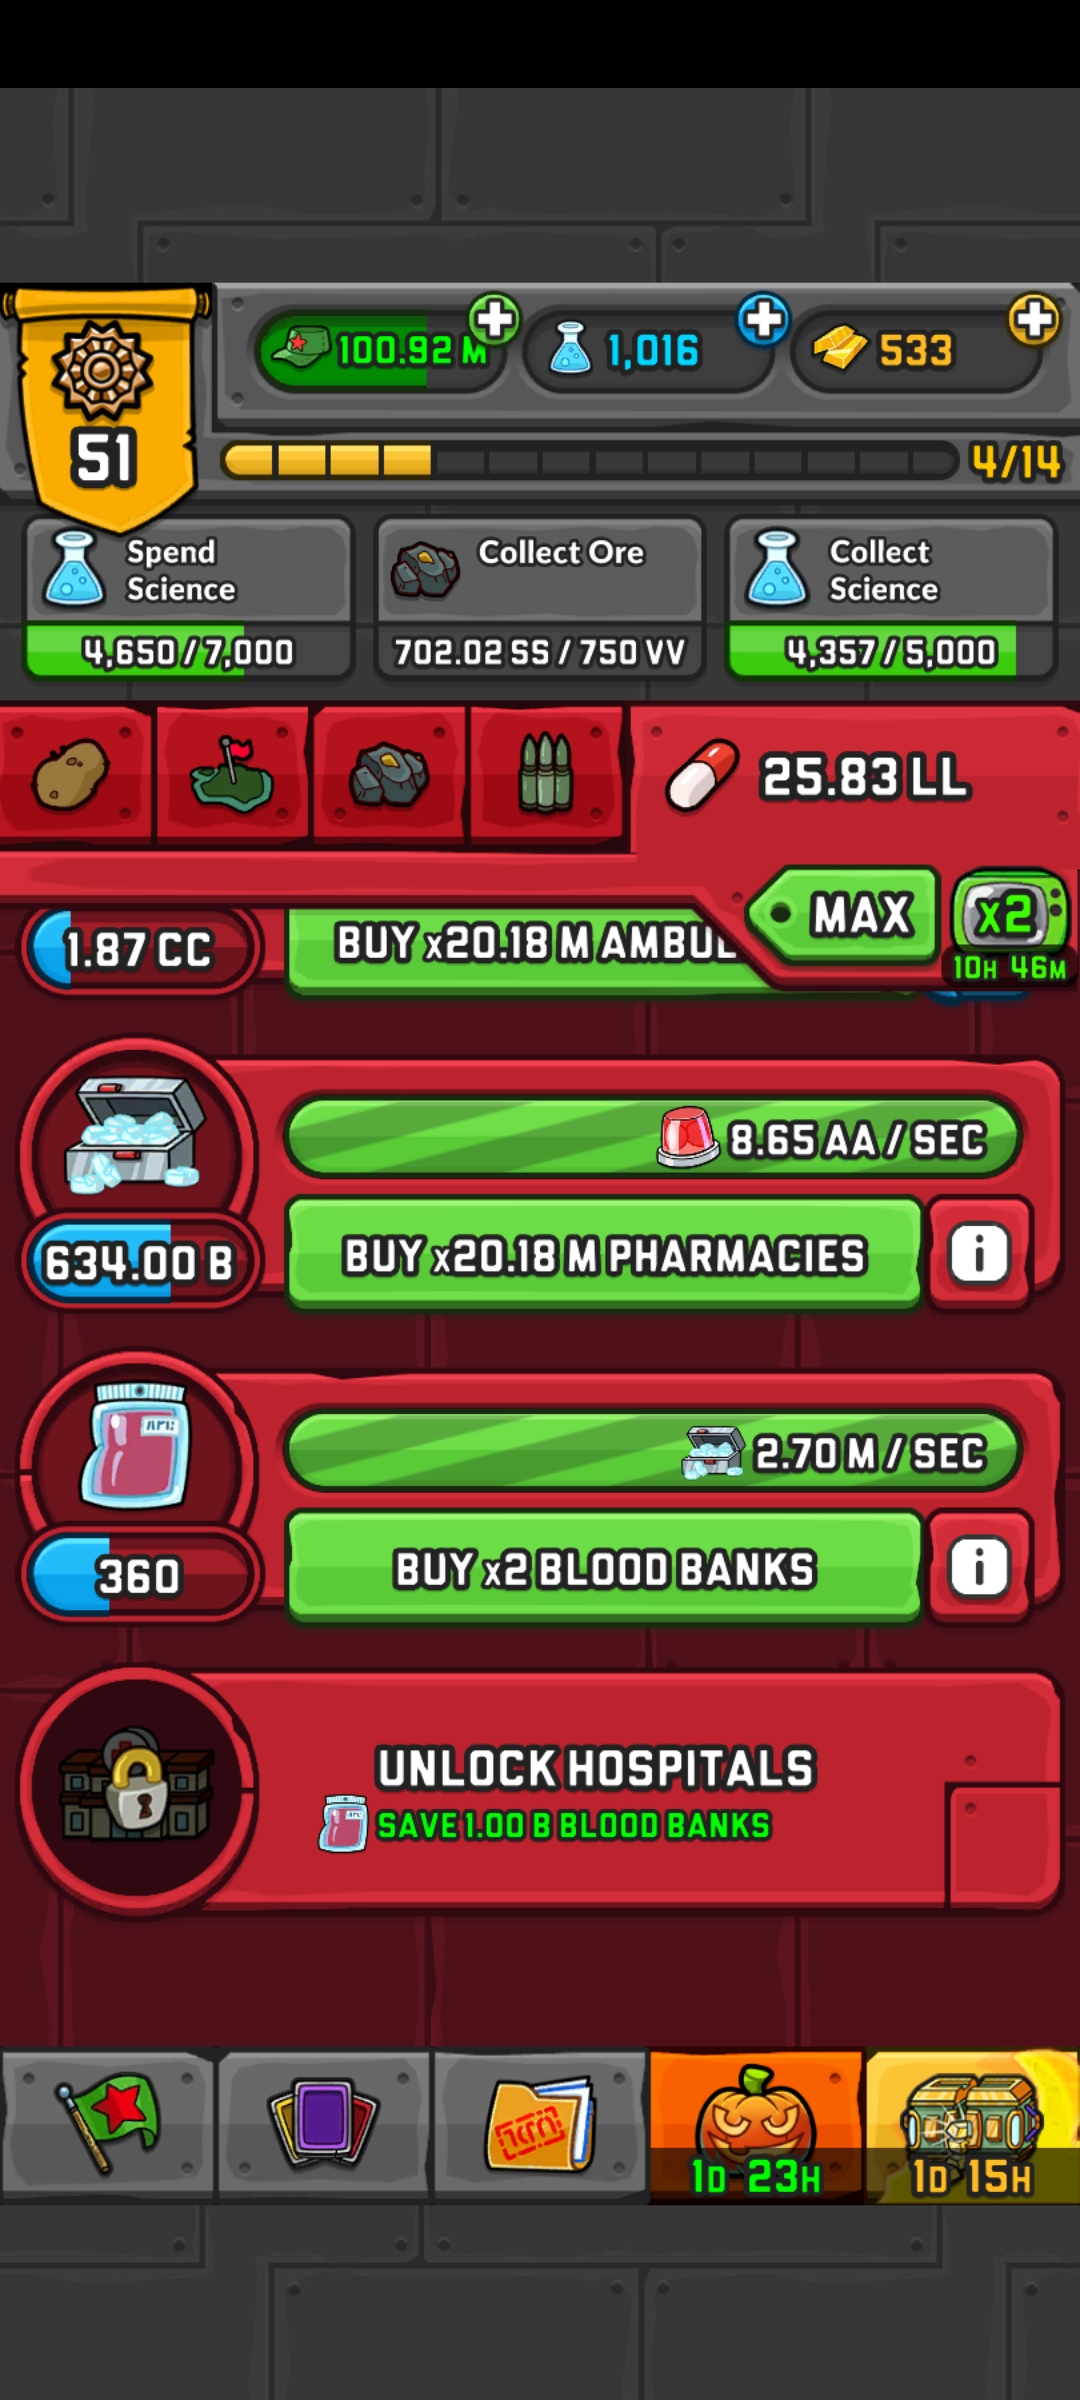 100.92 M
1,016
533
51
4/14
Spend
Science
4,650/7,000
Collect Ore
702.02 SS / 750 VV
Collect
Science
4,357/5,000
25.83 LL
MAX
x2
10H 46M
1.87 CC
BUY x20.18 M AMBUL
8.65 AA / SEC
634.00 B
BUY x20.18 M PHARMACIES
i
2.70 M / SEC
360
BUY x2 BLOOD BANKS
i
UNLOCK HOSPITALS
SAVE 1.00 B BLOOD BANKS
1D 23H
1D 15H